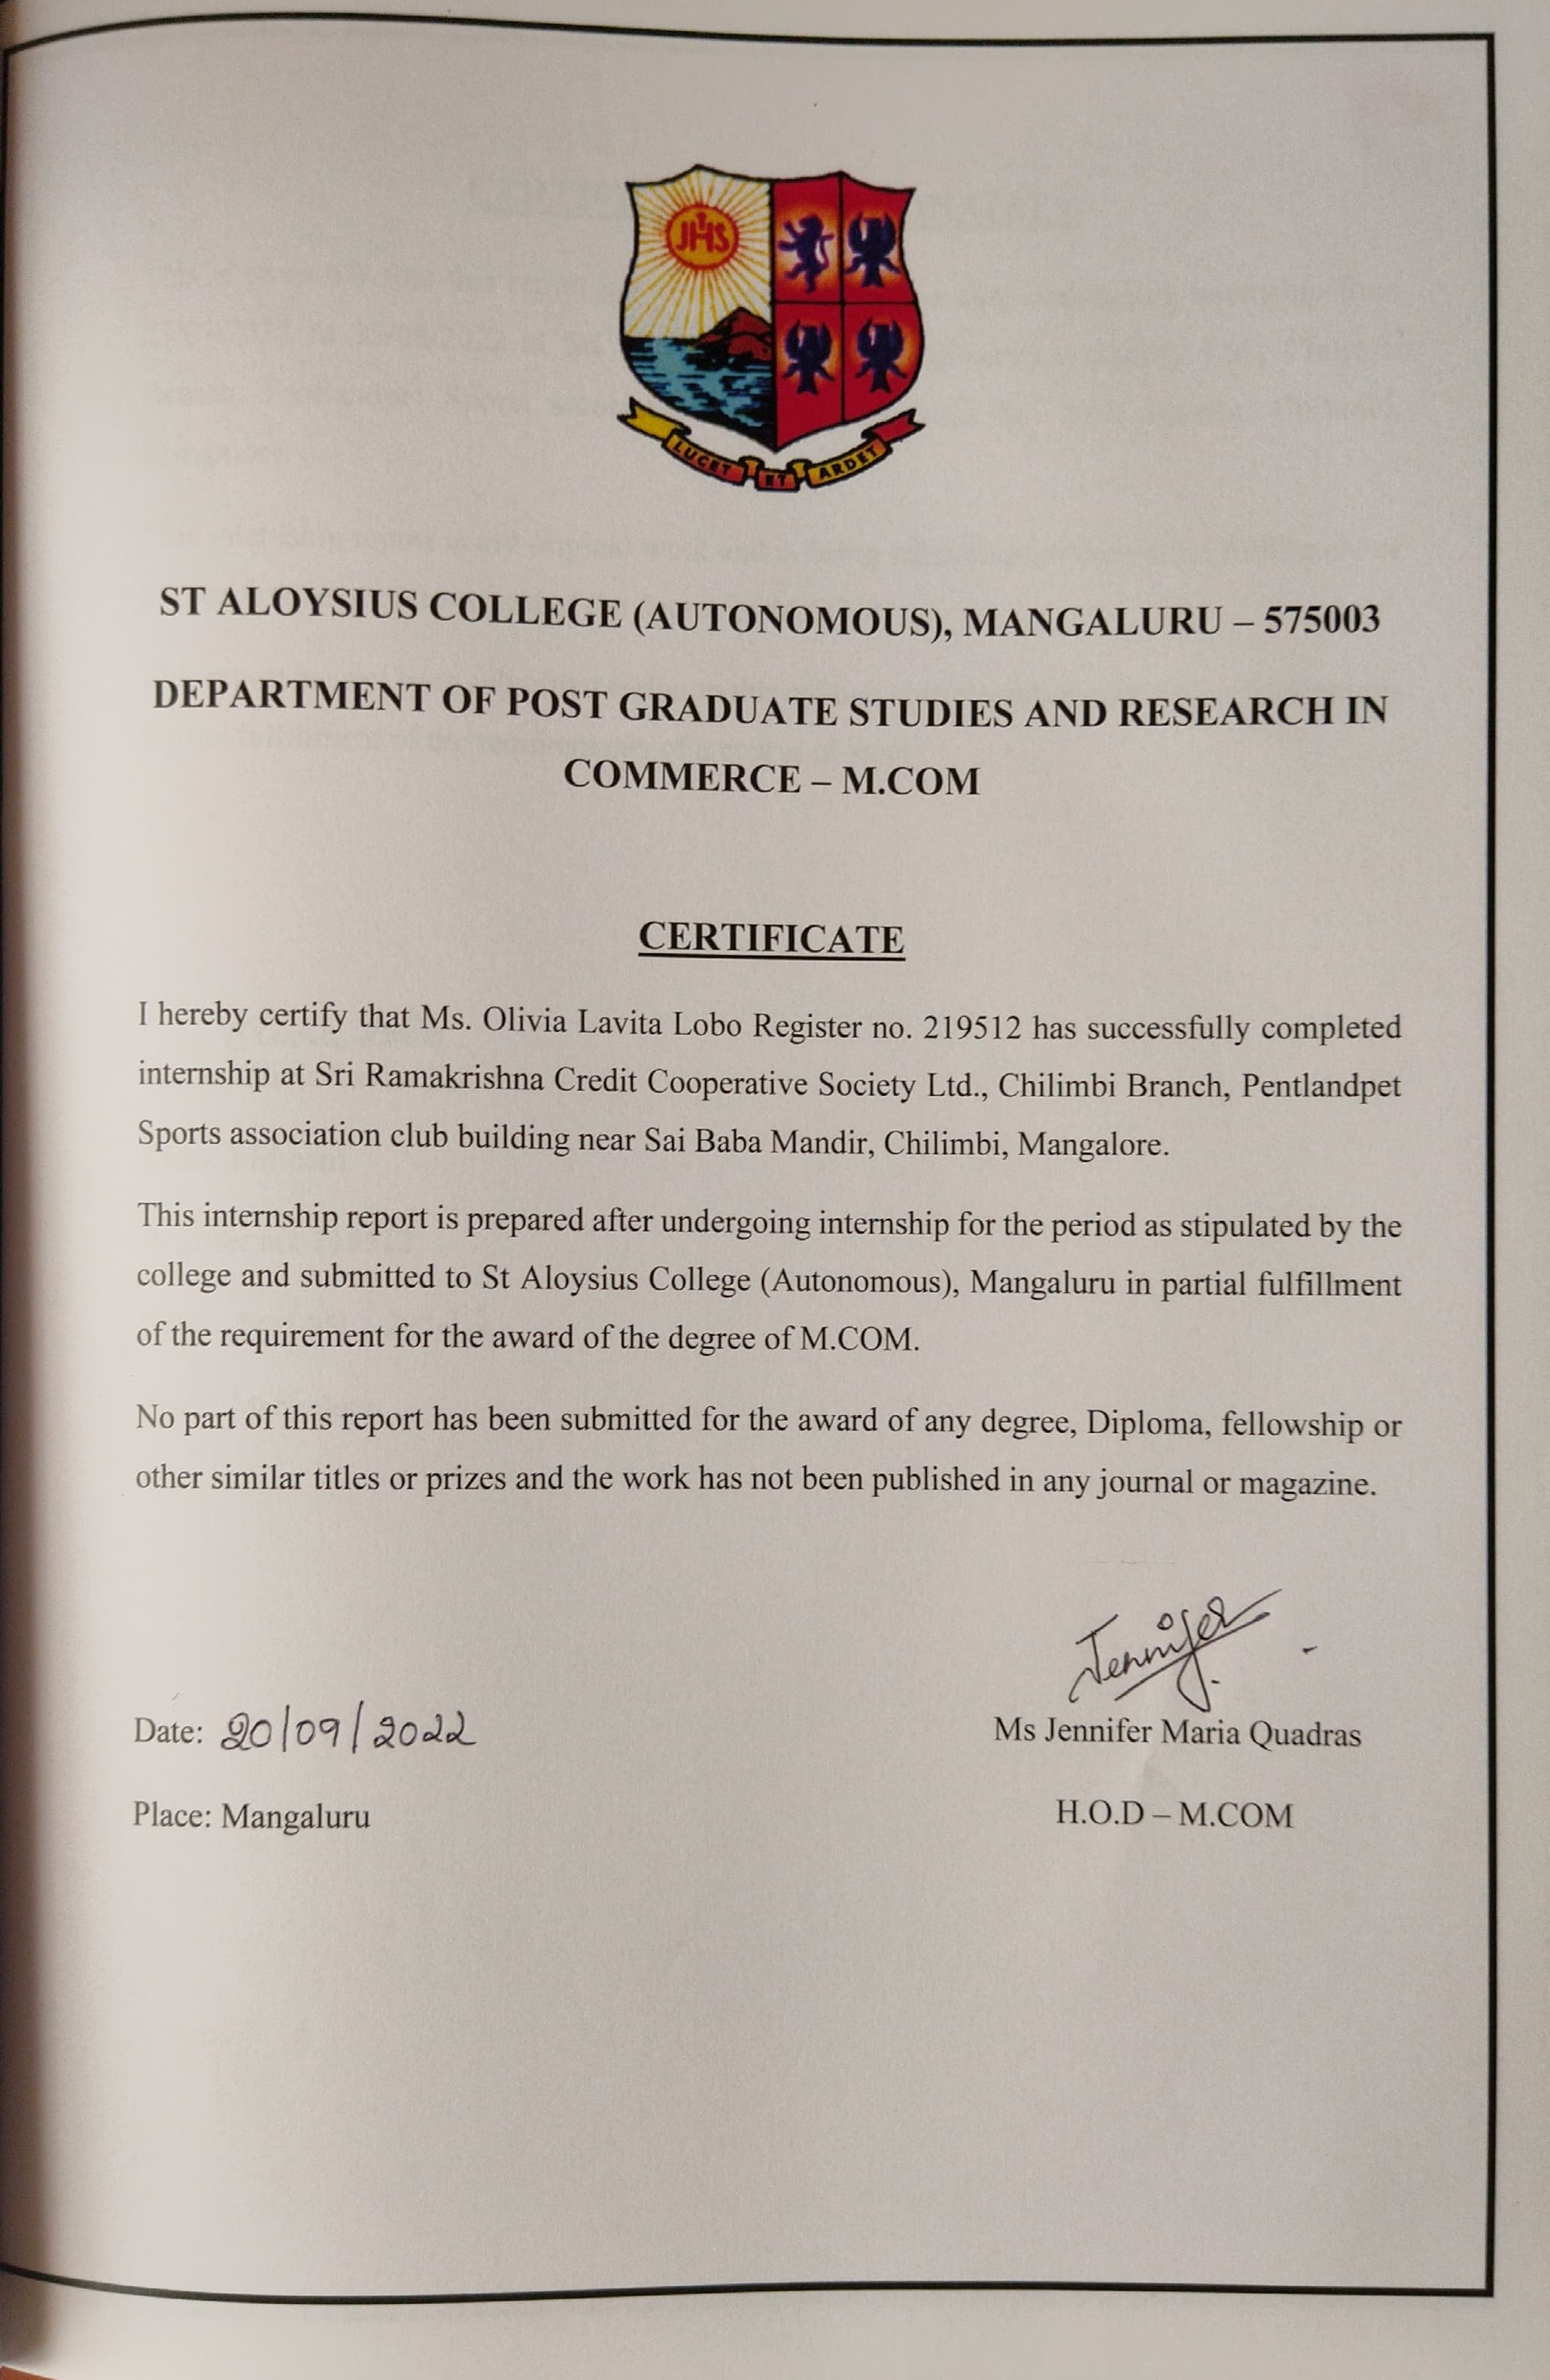 JHS
LUCET ET ARDET
ST ALOYSIUS COLLEGE (AUTONOMOUS), MANGALURU – 575003
DEPARTMENT OF POST GRADUATE STUDIES AND RESEARCH IN
COMMERCE – M.COM
CERTIFICATE
I hereby certify that Ms. Olivia Lavita Lobo Register no. 219512 has successfully completed
internship at Sri Ramakrishna Credit Cooperative Society Ltd., Chilimbi Branch, Pentlandpet
Sports association club building near Sai Baba Mandir, Chilimbi, Mangalore.
This internship report is prepared after undergoing internship for the period as stipulated by the
college and submitted to St Aloysius College (Autonomous), Mangaluru in partial fulfillment
of the requirement for the award of the degree of M.COM.
No part of this report has been submitted for the award of any degree, Diploma, fellowship or
other similar titles or prizes and the work has not been published in any journal or magazine.
Jennifer
Date: 20/09/2022
Ms Jennifer Maria Quadras
Place: Mangaluru
H.O.D – M.COM